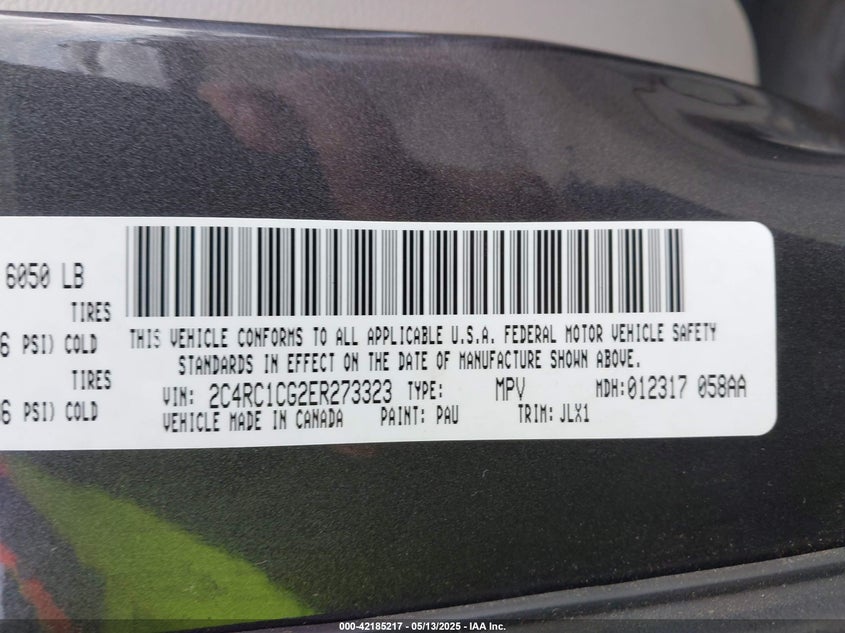 6050 LB
TIRES
6 PSI) COLD
TIRES
6 PSI) COLD
THIS VEHICLE CONFORMS TO ALL APPLICABLE U.S.A. FEDERAL MOTOR VEHICLE SAFETY
STANDARDS IN EFFECT ON THE DATE OF MANUFACTURE SHOWN ABOVE.
VIN: 2C4RC1CG2ER273323 TYPE: MPV MDH:012317 058AA
VEHICLE MADE IN CANADA PAINT: PAU TRIM: JLX1
000-42185217 - 05/13/2025 - IAA Inc.